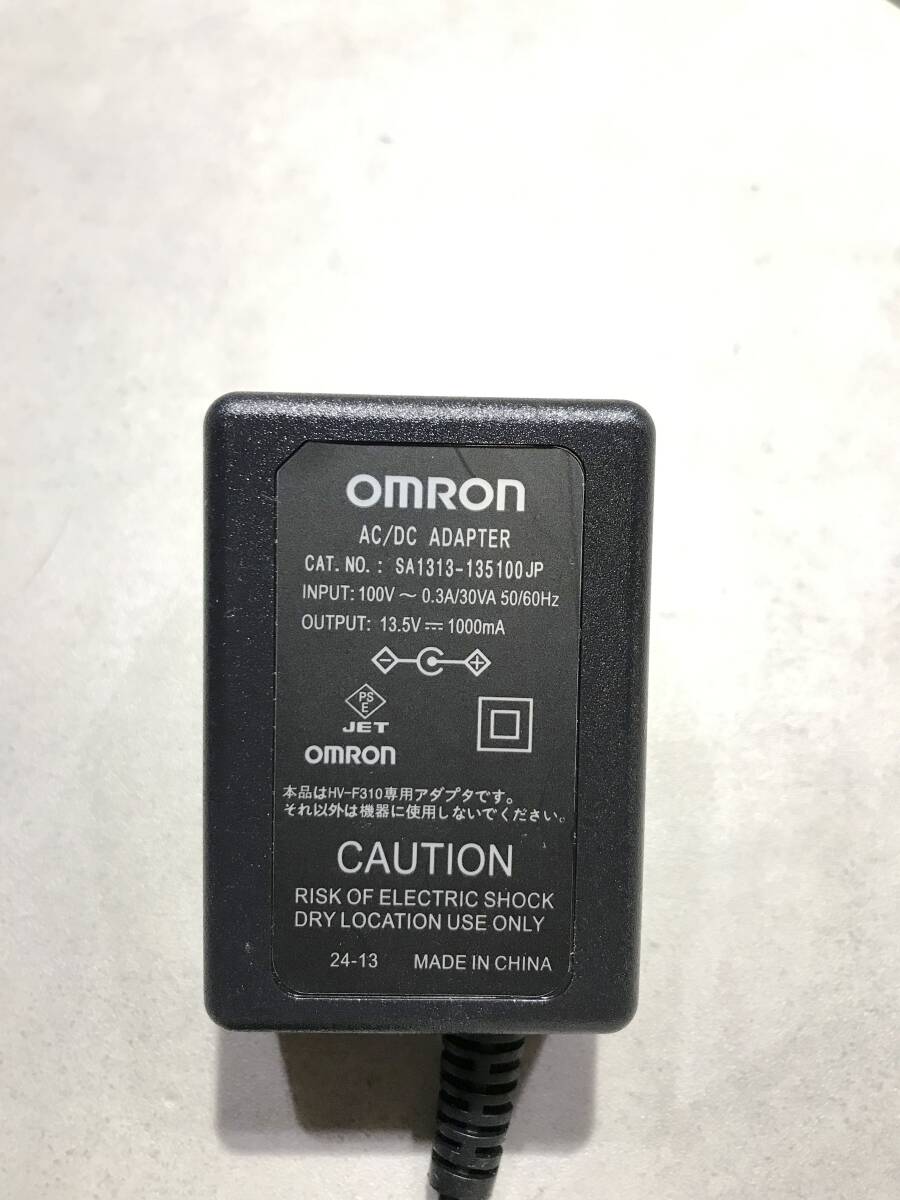 OMRON
AC/DC ADAPTER
CAT. NO. : SA1313-135100JP
INPUT: 100V ～ 0.3A/30VA 50/60Hz
OUTPUT: 13.5V ⎓ 1000mA
- +
PS
E
JET
OMRON
本品はHV-F310専用アダプタです。
それ以外は機器に使用しないでください。
CAUTION
RISK OF ELECTRIC SHOCK
DRY LOCATION USE ONLY
24-13 MADE IN CHINA